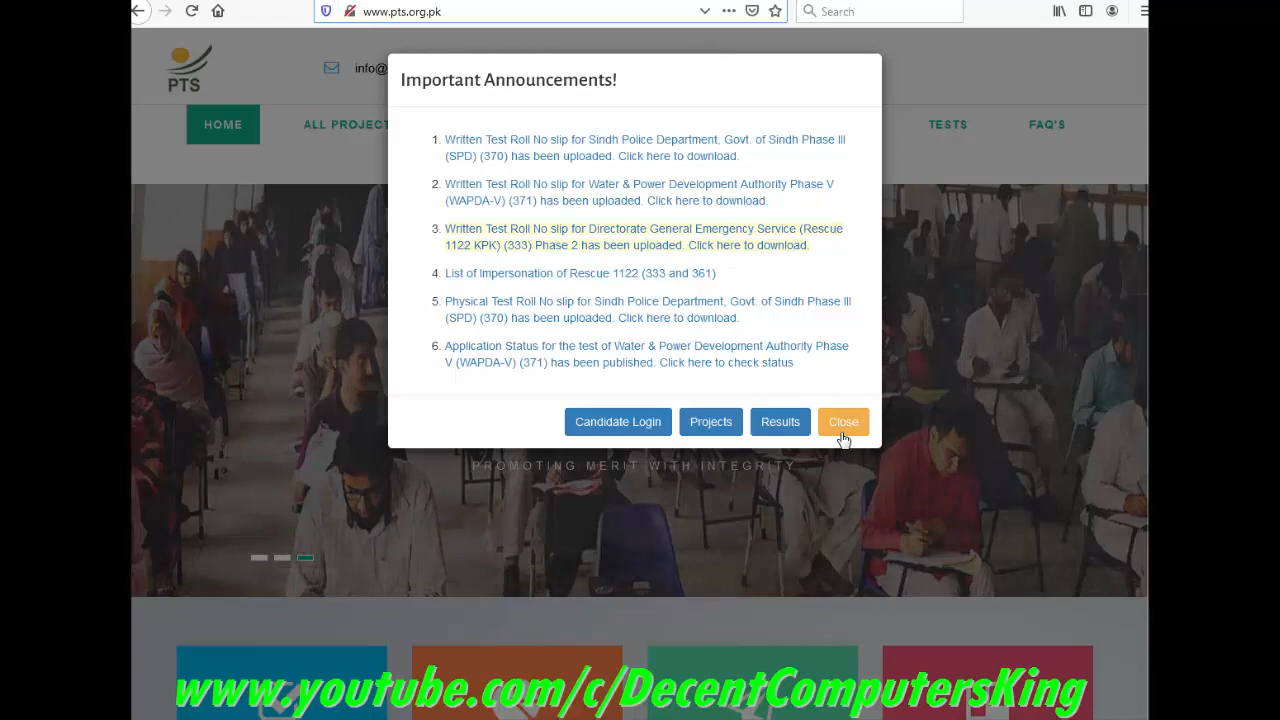 www.pts.org.pk
Search
PTS
info@
Important Announcements!
HOME
ALL PROJECT
TESTS
FAQ'S
1. Written Test Roll No slip for Sindh Police Department, Govt. of Sindh Phase III
(SPD) (370) has been uploaded. Click here to download.
2. Written Test Roll No slip for Water & Power Development Authority Phase V
(WAPDA-V) (371) has been uploaded. Click here to download.
3. Written Test Roll No slip for Directorate General Emergency Service (Rescue
1122 KPK) (333) Phase 2 has been uploaded. Click here to download.
4. List of Impersonation of Rescue 1122 (333 and 361)
5. Physical Test Roll No slip for Sindh Police Department, Govt. of Sindh Phase III
(SPD) (370) has been uploaded. Click here to download.
6. Application Status for the test of Water & Power Development Authority Phase
V (WAPDA-V) (371) has been published. Click here to check status
Candidate Login
Projects
Results
Close
PROMOTING MERIT WITH INTEGRITY
www.youtube.com/c/DecentComputersKing